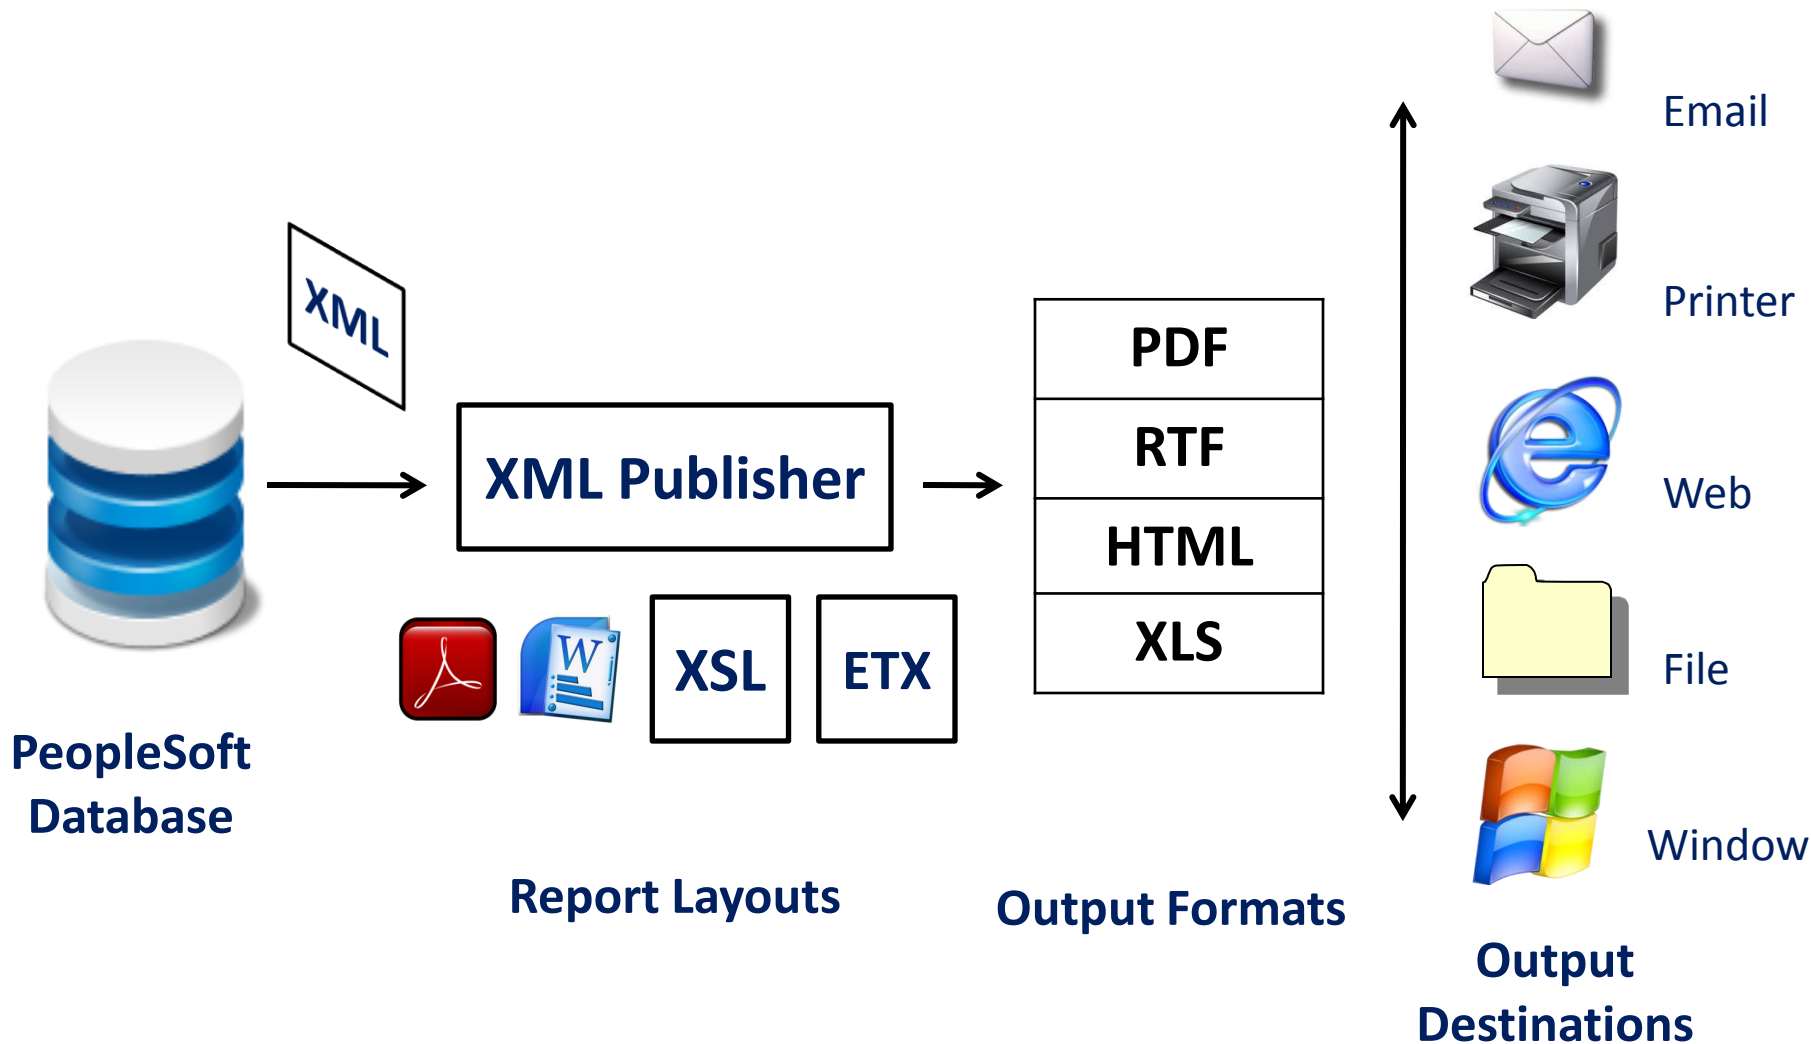 XML
PeopleSoft
Database
XML Publisher
W
XSL
ETX
Report Layouts
PDF
RTF
HTML
XLS
Output Formats
Email
Printer
Web
File
Window
Output
Destinations